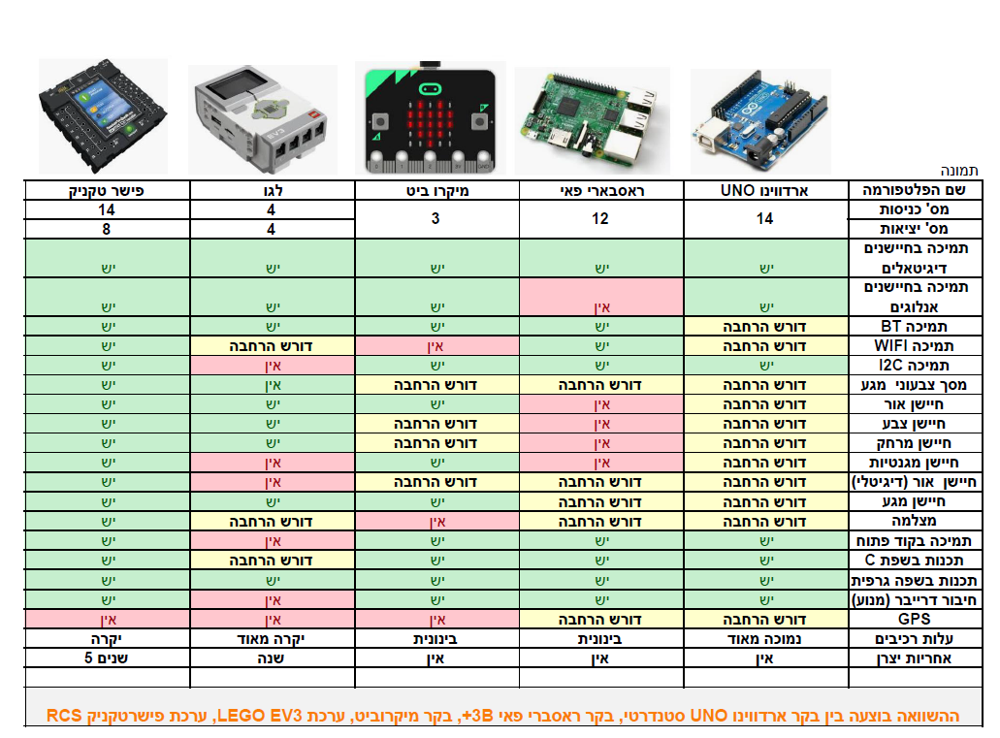 תמונה
שם הפלטפורמה ארדווינו UNO ראסבארי פאי מיקרו ביט לגו פישר טקניק
מס' כניסות 14 12 3 4 14
מס' יציאות 4 8
תמיכה בחיישנים דיגיטאלים יש יש יש יש יש
תמיכה בחיישנים אנלוגים יש אין יש יש יש
תמיכה BT דורש הרחבה יש יש יש יש
תמיכה WIFI דורש הרחבה יש אין דורש הרחבה יש
תמיכה I2C יש יש יש אין יש
מסך צבעוני מגע דורש הרחבה דורש הרחבה דורש הרחבה אין יש
חיישן אור דורש הרחבה אין יש יש יש
חיישן צבע דורש הרחבה אין דורש הרחבה יש יש
חיישן מרחק דורש הרחבה אין דורש הרחבה יש יש
חיישן מגנטיות דורש הרחבה אין יש אין יש
חיישן אור (דיגיטלי) דורש הרחבה דורש הרחבה דורש הרחבה אין יש
חיישן מגע דורש הרחבה דורש הרחבה יש יש יש
מצלמה דורש הרחבה דורש הרחבה אין דורש הרחבה יש
תמיכה בקוד פתוח יש יש יש אין יש
תכנות בשפת C יש יש יש דורש הרחבה יש
תכנות בשפה גרפית יש יש יש יש יש
חיבור דרייבר (מנוע) יש יש יש אין יש
GPS דורש הרחבה דורש הרחבה אין אין אין
עלות רכיבים נמוכה מאוד בינונית בינונית יקרה מאוד יקרה
אחריות יצרן אין אין אין שנה 5 שנים
ההשוואה בוצעה בין בקר ארדווינו UNO סטנדרטי, בקר ראסברי פאי 3B+, בקר מיקרוביט, ערכת LEGO EV3, ערכת פישרטקניק RCS